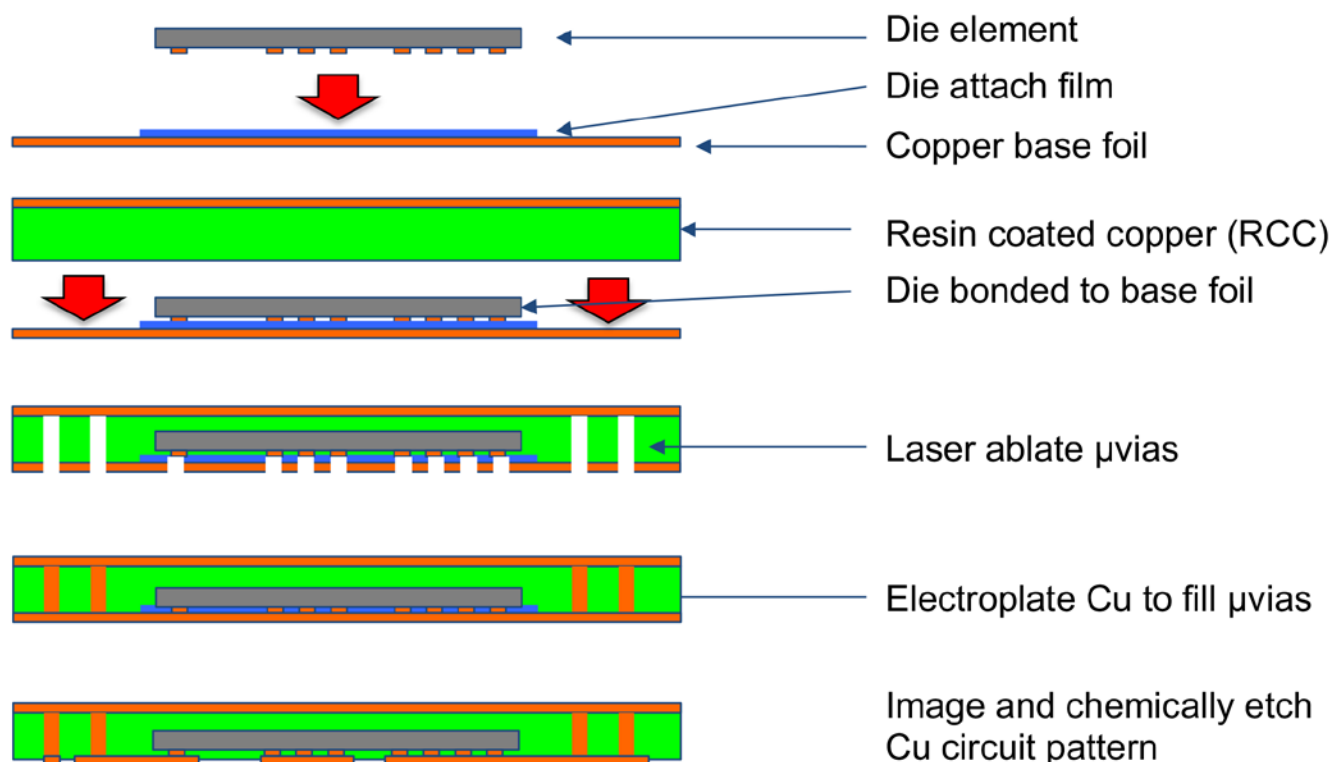 Die element
Die attach film
Copper base foil
Resin coated copper (RCC)
Die bonded to base foil
Laser ablate µvias
Electroplate Cu to fill µvias
Image and chemically etch
Cu circuit pattern